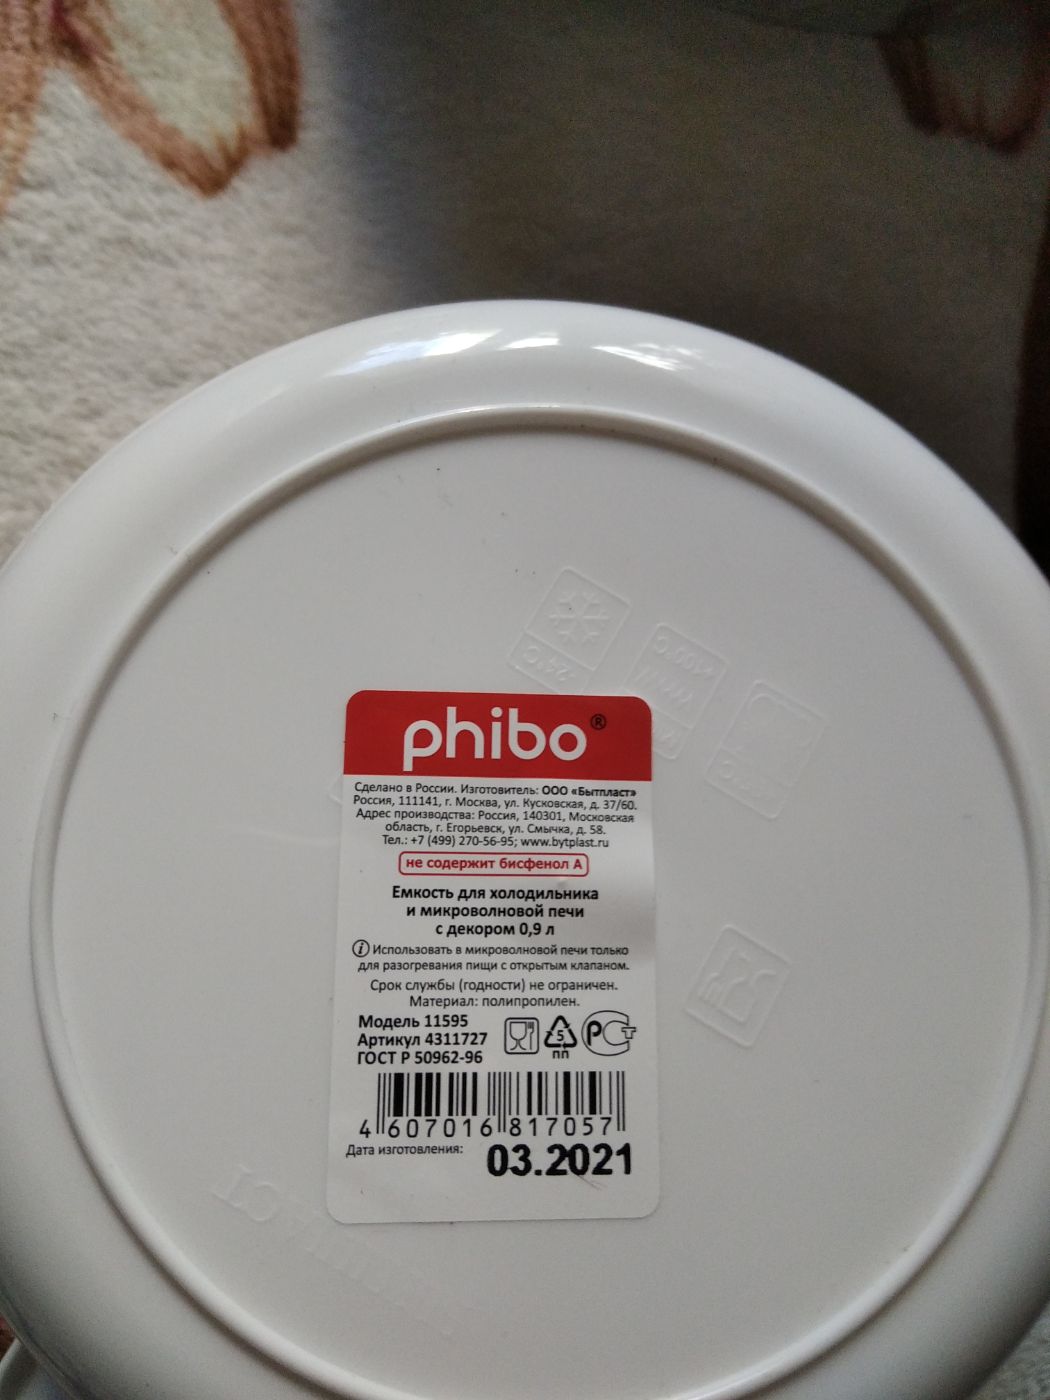 phibo®
Сделано в России. Изготовитель: ООО «Бытпласт»
Россия, 111141, г. Москва, ул. Кусковская, д. 37/60.
Адрес производства: Россия, 140301, Московская
область, г. Егорьевск, ул. Смычка, д. 58.
Тел.: +7 (499) 270-56-95; www.bytplast.ru
не содержит бисфенол А
Емкость для холодильника
и микроволновой печи
с декором 0,9 л
i Использовать в микроволновой печи только
для разогревания пищи с открытым клапаном.
Срок службы (годности) не ограничен.
Материал: полипропилен.
Модель 11595
Артикул 4311727
ГОСТ Р 50962-96
5
ПП
РСТ
4 607016 817057
Дата изготовления:
03.2021